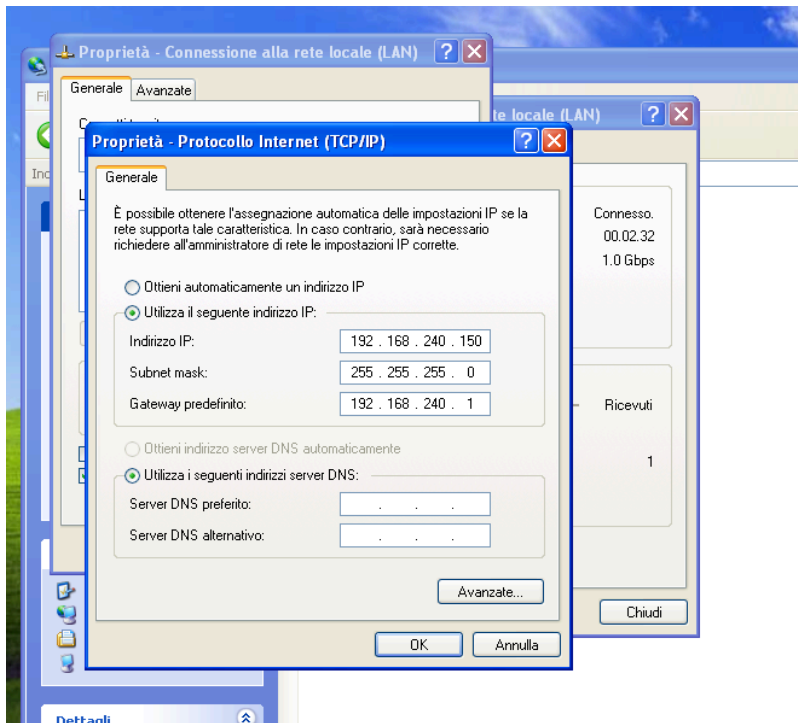 Proprietà - Connessione alla rete locale (LAN)
Generale
Avanzate
te locale (LAN)
Proprietà - Protocollo Internet (TCP/IP)
Generale
È possibile ottenere l'assegnazione automatica delle impostazioni IP se la
rete supporta tale caratteristica. In caso contrario, sarà necessario
richiedere all'amministratore di rete le impostazioni IP corrette.
Ottieni automaticamente un indirizzo IP
Utilizza il seguente indirizzo IP:
Indirizzo IP:
192 . 168 . 240 . 150
Subnet mask:
255 . 255 . 255 . 0
Gateway predefinito:
192 . 168 . 240 . 1
Ottieni indirizzo server DNS automaticamente
Utilizza i seguenti indirizzi server DNS:
Server DNS preferito:
Server DNS alternativo:
Avanzate...
OK
Annulla
Connesso.
00.02.32
1.0 Gbps
Ricevuti
1
Chiudi
Dettagli